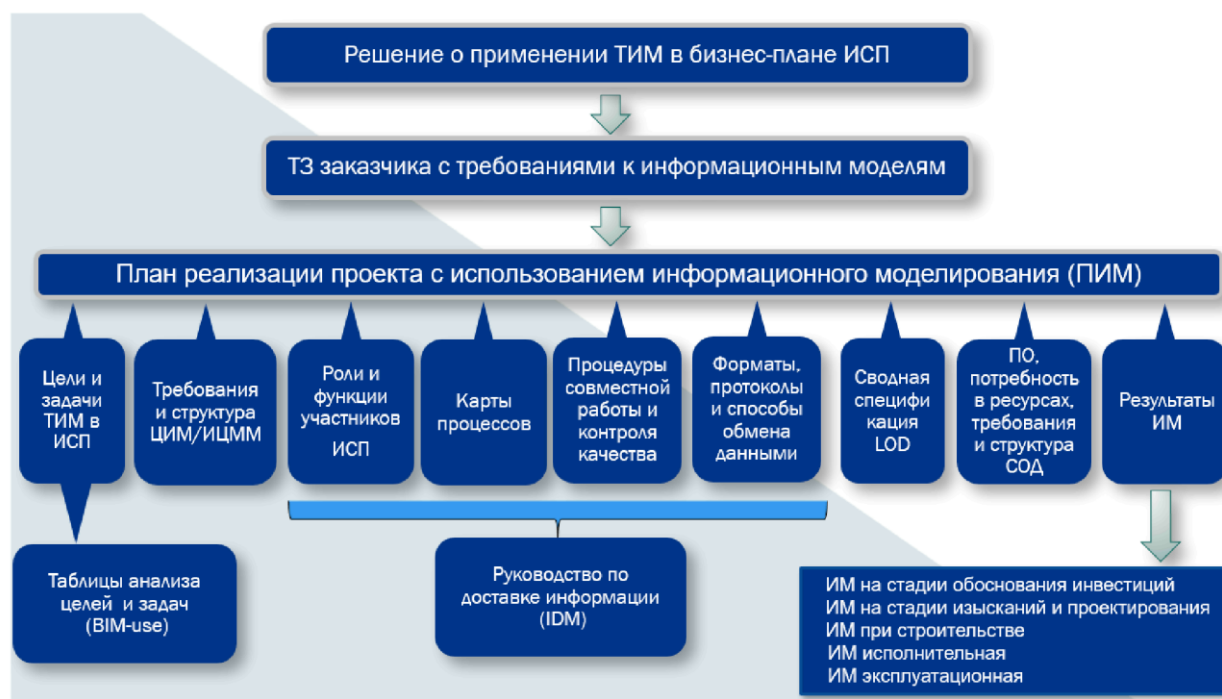 Решение о применении ТИМ в бизнес-плане ИСП
ТЗ заказчика с требованиями к информационным моделям
План реализации проекта с использованием информационного моделирования (ПИМ)
Цели и
задачи
ТИМ в
ИСП
Требования
и структура
ЦИМ/ИЦММ
Роли и
функции
участников
ИСП
Карты
процессов
Процедуры
совместной
работы и
контроля
качества
Форматы,
протоколы
и способы
обмена
данными
Сводная
специфи
кация
LOD
ПО,
потребность
в ресурсах,
требования
и структура
СОД
Результаты
ИМ
Таблицы анализа
целей и задач
(BIM-use)
Руководство по
доставке информации
(IDM)
ИМ на стадии обоснования инвестиций
ИМ на стадии изысканий и проектирования
ИМ при строительстве
ИМ исполнительная
ИМ эксплуатационная